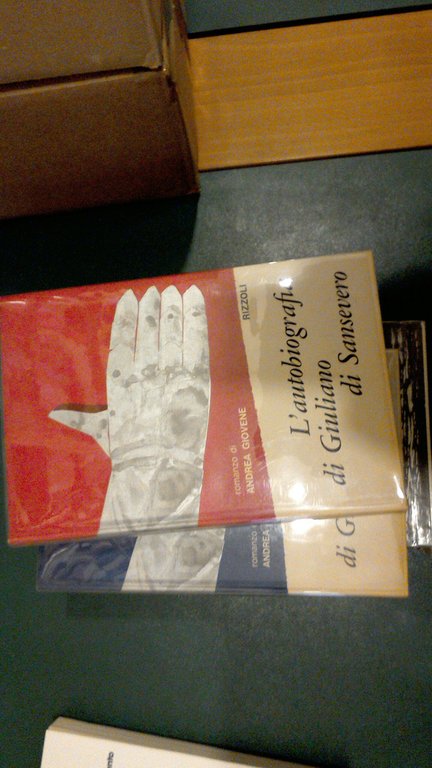 L'autobiografia
di Giuliano
di Sansevero
romanzo di
ANDREA GIOVENE
RIZZOLI
di G
romanzo
ANDREA